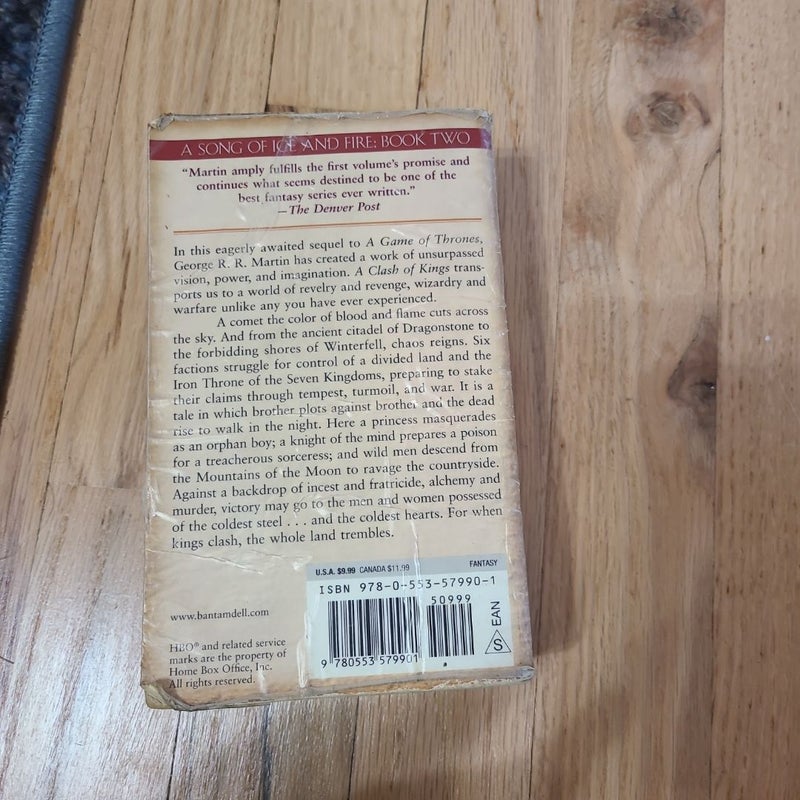 A SONG OF ICE AND FIRE: BOOK TWO
“Martin amply fulfills the first volume’s promise and
continues what seems destined to be one of the
best fantasy series ever written.”
—The Denver Post
In this eagerly awaited sequel to A Game of Thrones,
George R. R. Martin has created a work of unsurpassed
vision, power, and imagination. A Clash of Kings trans-
ports us to a world of revelry and revenge, wizardry and
warfare unlike any you have ever experienced.
A comet the color of blood and flame cuts across
the sky. And from the ancient citadel of Dragonstone to
the forbidding shores of Winterfell, chaos reigns. Six
factions struggle for control of a divided land and the
Iron Throne of the Seven Kingdoms, preparing to stake
their claims through tempest, turmoil, and war. It is a
tale in which brother plots against brother and the dead
rise to walk in the night. Here a princess masquerades
as an orphan boy; a knight of the mind prepares a poison
for a treacherous sorceress; and wild men descend from
the Mountains of the Moon to ravage the countryside.
Against a backdrop of incest and fratricide, alchemy and
murder, victory may go to the men and women possessed
of the coldest steel . . . and the coldest hearts. For when
kings clash, the whole land trembles.
U.S.A. $9.99 CANADA $11.99 FANTASY
ISBN 978-0-553-57990-1
50999
EAN
S
9 780553 579901
a
www.bantamdell.com
HBO® and related service
marks are the property of
Home Box Office, Inc.
All rights reserved.